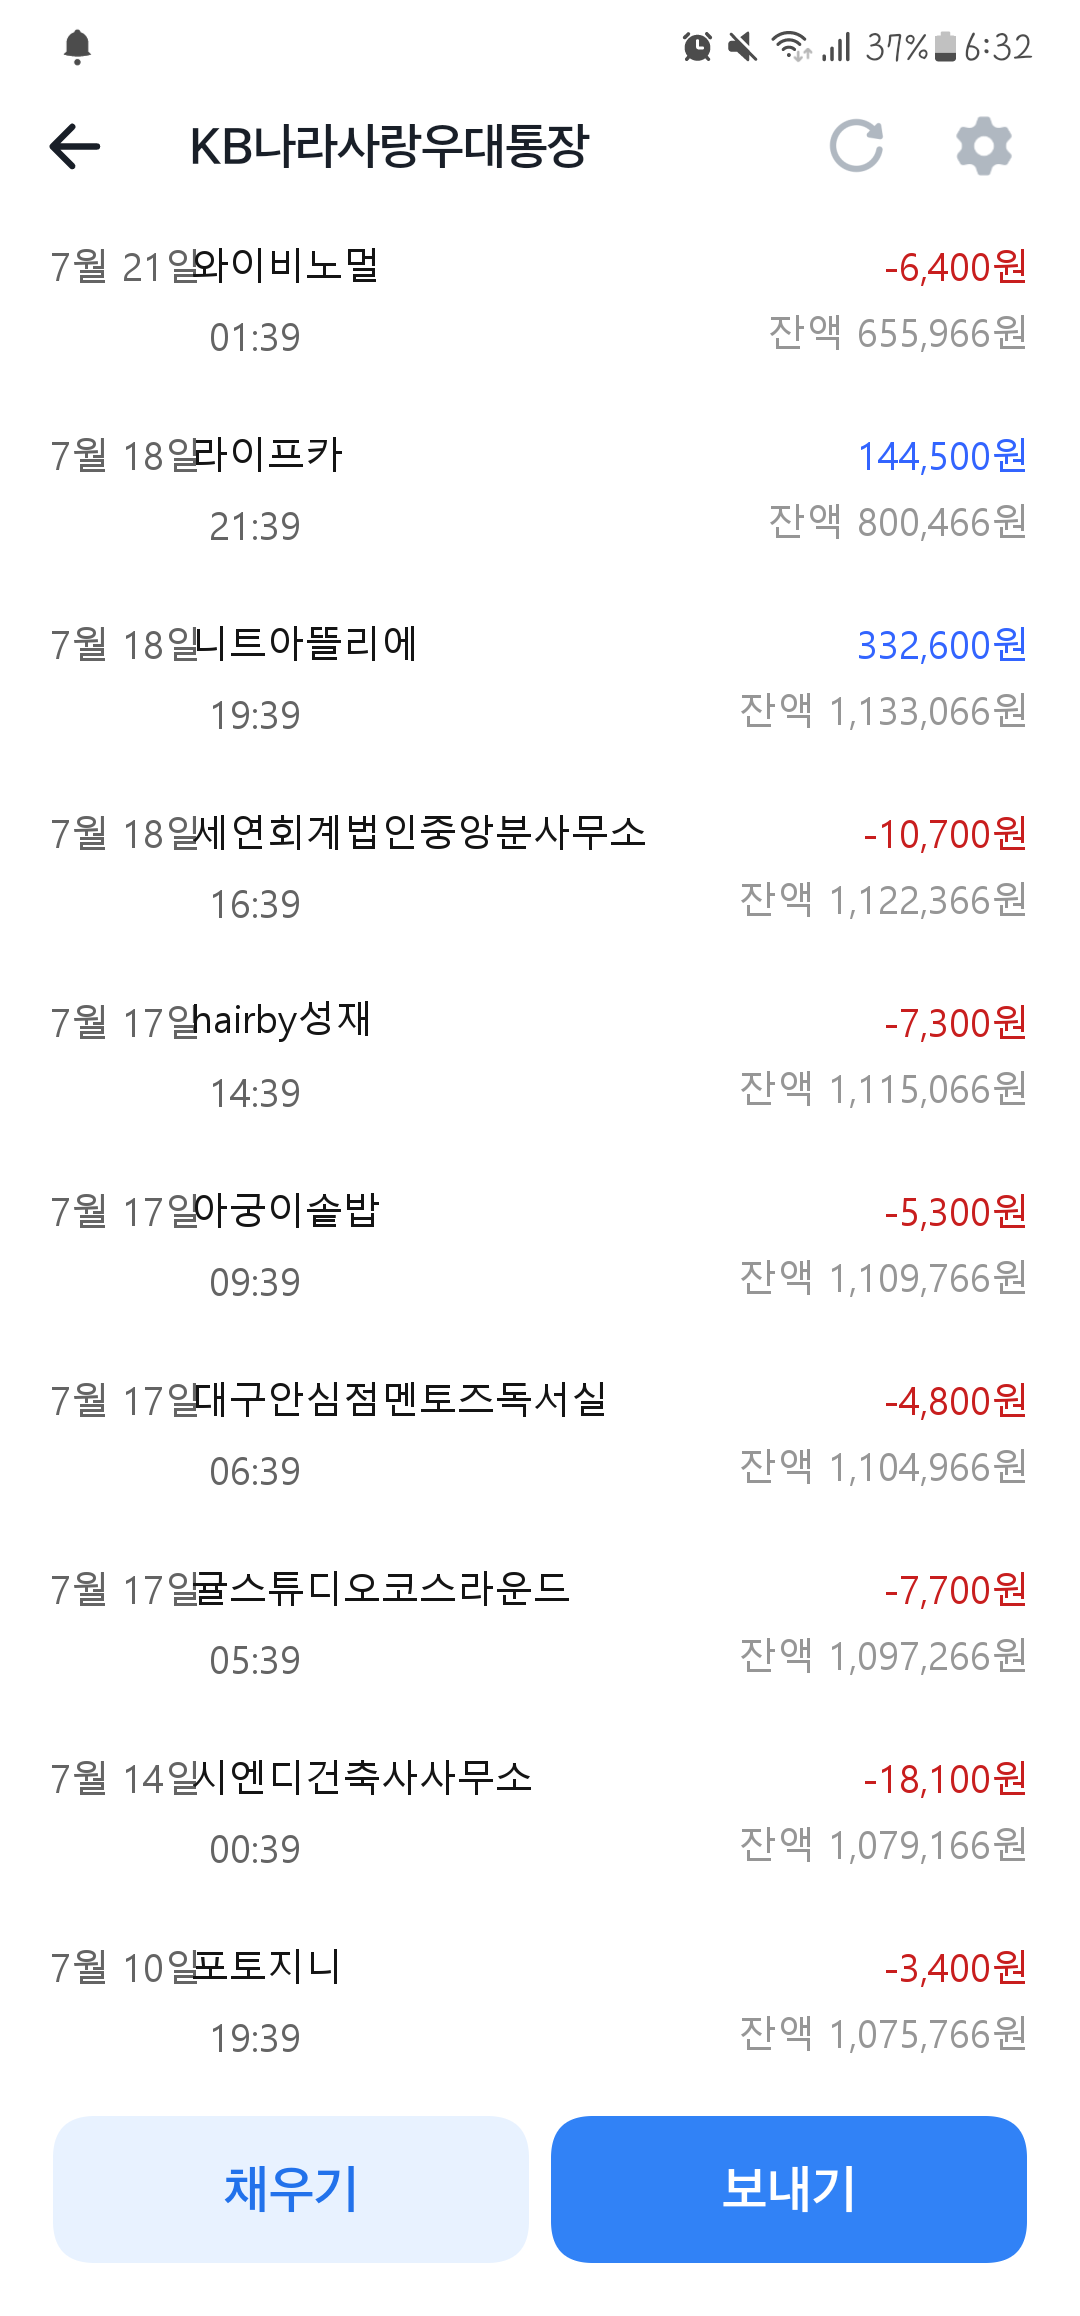 37% 6:32
KB나라사랑우대통장
7월 21일 와이비노멀 -6,400원
01:39 잔액 655,966원
7월 18일 라이프카 144,500원
21:39 잔액 800,466원
7월 18일 니트아뜰리에 332,600원
19:39 잔액 1,133,066원
7월 18일 세연회계법인중앙분사무소 -10,700원
16:39 잔액 1,122,366원
7월 17일 hairby성재 -7,300원
14:39 잔액 1,115,066원
7월 17일 아궁이솥밥 -5,300원
09:39 잔액 1,109,766원
7월 17일 대구안심점멘토즈독서실 -4,800원
06:39 잔액 1,104,966원
7월 17일 귤스튜디오코스라운드 -7,700원
05:39 잔액 1,097,266원
7월 14일 시엔디건축사사무소 -18,100원
00:39 잔액 1,079,166원
7월 10일 포토지니 -3,400원
19:39 잔액 1,075,766원
채우기 보내기